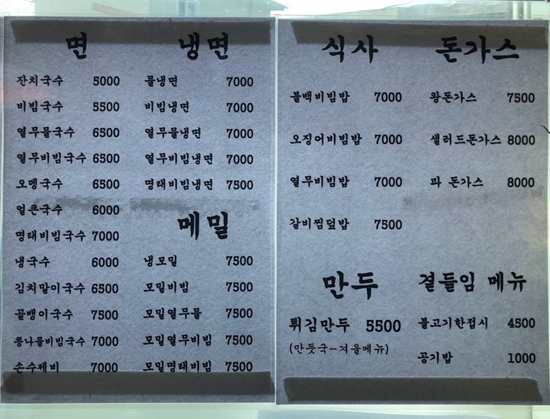 면
잔치국수 5000
비빔국수 5500
열무물국수 6500
열무비빔국수 6500
오뎅국수 6500
얼큰국수 6000
명태비빔국수 7000
냉국수 6000
김치말이국수 6500
골뱅이국수 7500
콩나물비빔국수 7000
손수제비 7000
냉면
물냉면 7000
비빔냉면 7000
열무물냉면 7000
열무비빔냉면 7000
명태비빔냉면 7500
메밀
냉모밀 7500
모밀비빔 7500
모밀열무물 7500
모밀열무비빔 7500
모밀명태비빔 7500
식사
불백비빔밥 7000
오징어비빔밥 7000
열무비빔밥 7000
갈비찜덮밥 7500
돈가스
왕돈가스 7500
샐러드돈가스 8000
파 돈가스 8000
만두
튀김만두 5500
(만둣국-겨울메뉴)
곁들임 메뉴
불고기한접시 4500
공기밥 1000